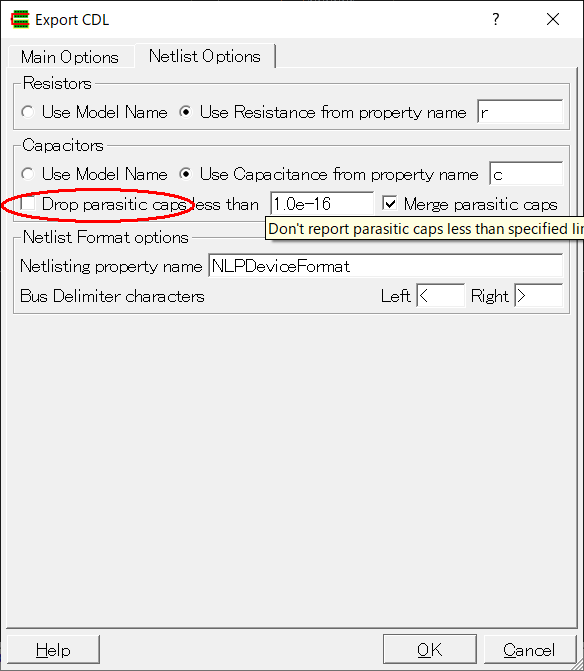 Export CDL
Main Options Netlist Options
Resistors
Use Model Name Use Resistance from property name r
Capacitors
Use Model Name Use Capacitance from property name c
Drop parasitic caps less than 1.0e-16 Merge parasitic caps
Don't report parasitic caps less than specified
Netlist Format options
Netlisting property name NLPDeviceFormat
Bus Delimiter characters Left < Right >
Help OK Cancel